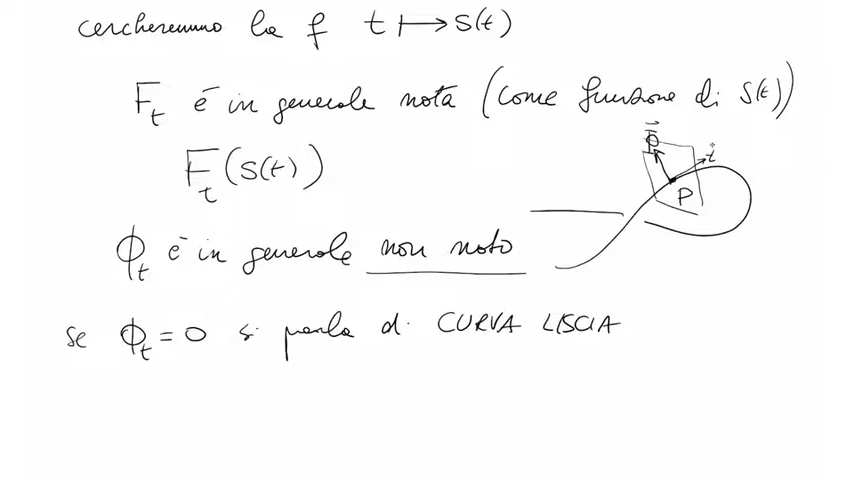 cercheremmo la f t ⟼ s(t)
F_t é in generale nota (come funzione di s(t))
F_t(s(t))
Φ⃗
t̂
P
Φ_t é in generale non noto
se Φ_t = 0 si parla di CURVA LISCIA